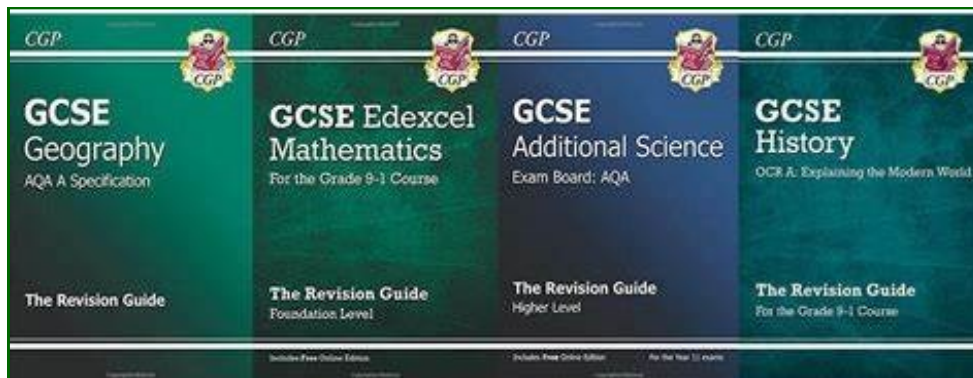 CGP
CGP
GCSE
Geography
AQA A Specification
The Revision Guide
CGP
CGP
GCSE Edexcel
Mathematics
For the Grade 9-1 Course
The Revision Guide
Foundation Level
Includes Free Online Edition
CGP
CGP
GCSE
Additional Science
Exam Board: AQA
The Revision Guide
Higher Level
Includes Free Online Edition For the Year 11 exams
CGP
CGP
GCSE
History
OCR A: Explaining the Modern World
The Revision Guide
For the Grade 9-1 Course